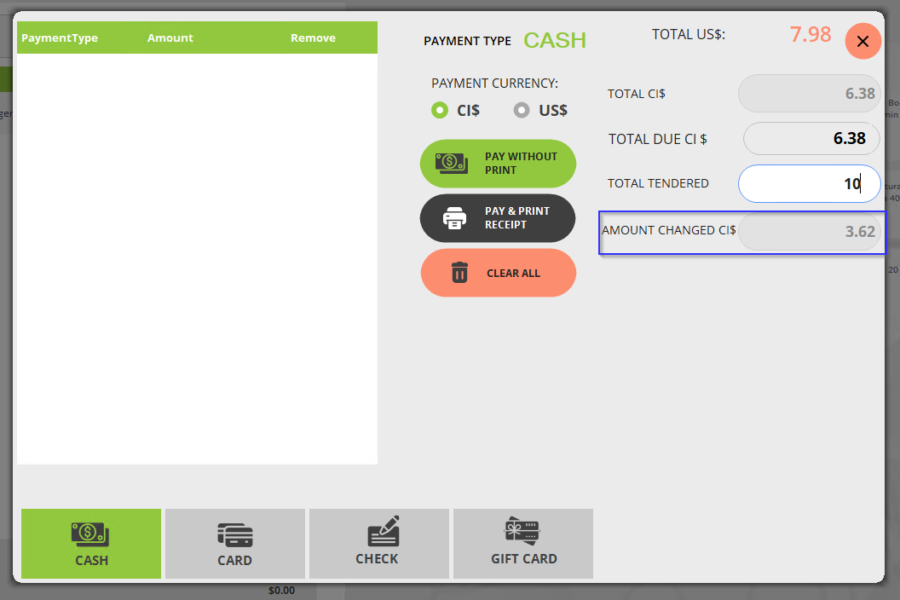 PaymentType Amount Remove
PAYMENT TYPE CASH
TOTAL US$: 7.98
PAYMENT CURRENCY:
CI$ US$
TOTAL CI$ 6.38
TOTAL DUE CI $ 6.38
TOTAL TENDERED 10
AMOUNT CHANGED CI$ 3.62
PAY WITHOUT
PRINT
PAY & PRINT
RECEIPT
CLEAR ALL
CASH
CARD
CHECK
GIFT CARD
$0.00